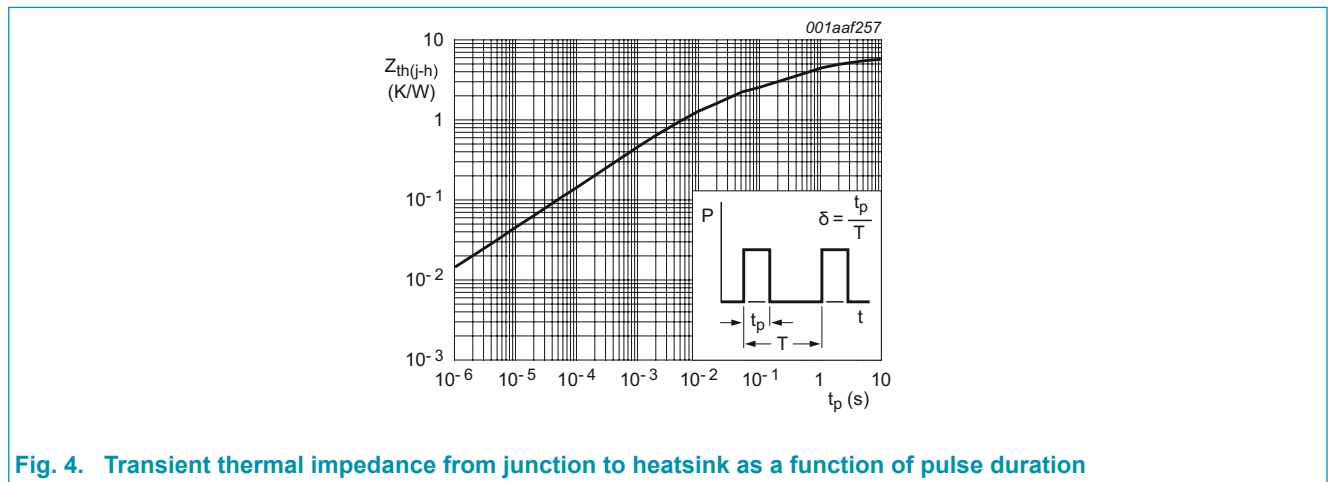 001aaf257
10
Zth(j-h)
(K/W)
1
10-1
10-2
10-3
P
δ = tp
T
tp
T
t
10-6
10-5
10-4
10-3
10-2
10-1
1
10
tp (s)
Fig. 4. Transient thermal impedance from junction to heatsink as a function of pulse duration